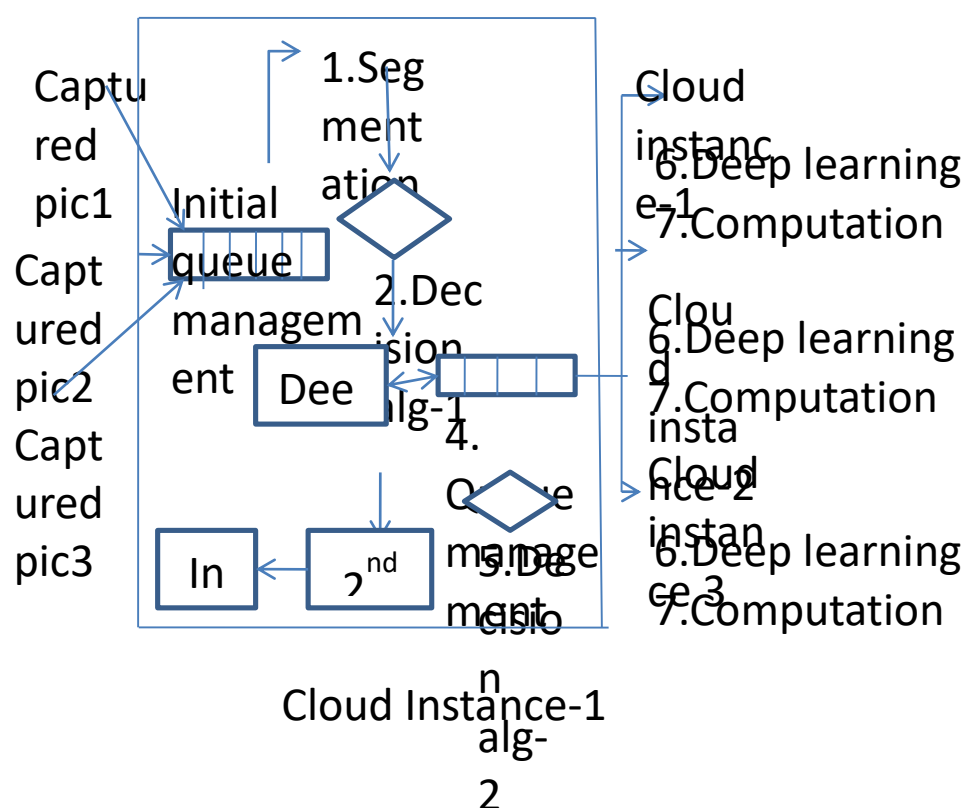 Captu
red
pic1
Capt
ured
pic2
Capt
ured
pic3
1.Seg
ment
ation
Initial
queue
managem
ent
2.Dec
ision
alg-1
Dee
4.
Queue
manage
ment
5.De
cisio
n
alg-
2
In
2nd
Cloud Instance-1
Cloud
instanc
e-1
6.Deep learning
7.Computation
Clou
d
insta
nce-2
6.Deep learning
7.Computation
Cloud
instan
ce 3
6.Deep learning
7.Computation